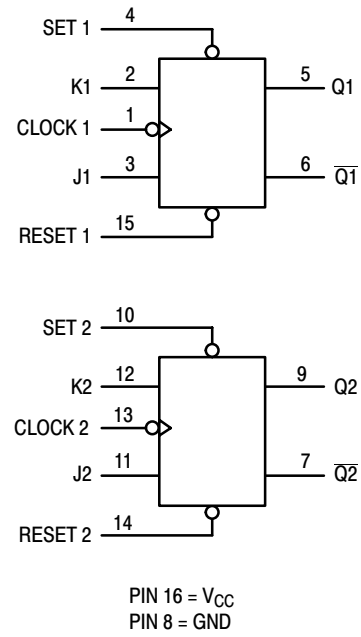 4
SET 1
2
5
K1
Q1
1
CLOCK 1
3
6
J1
Q̅1̅
15
RESET 1
10
SET 2
12
9
K2
Q2
13
CLOCK 2
11
7
J2
Q̅2̅
14
RESET 2
PIN 16 = VCC
PIN 8 = GND